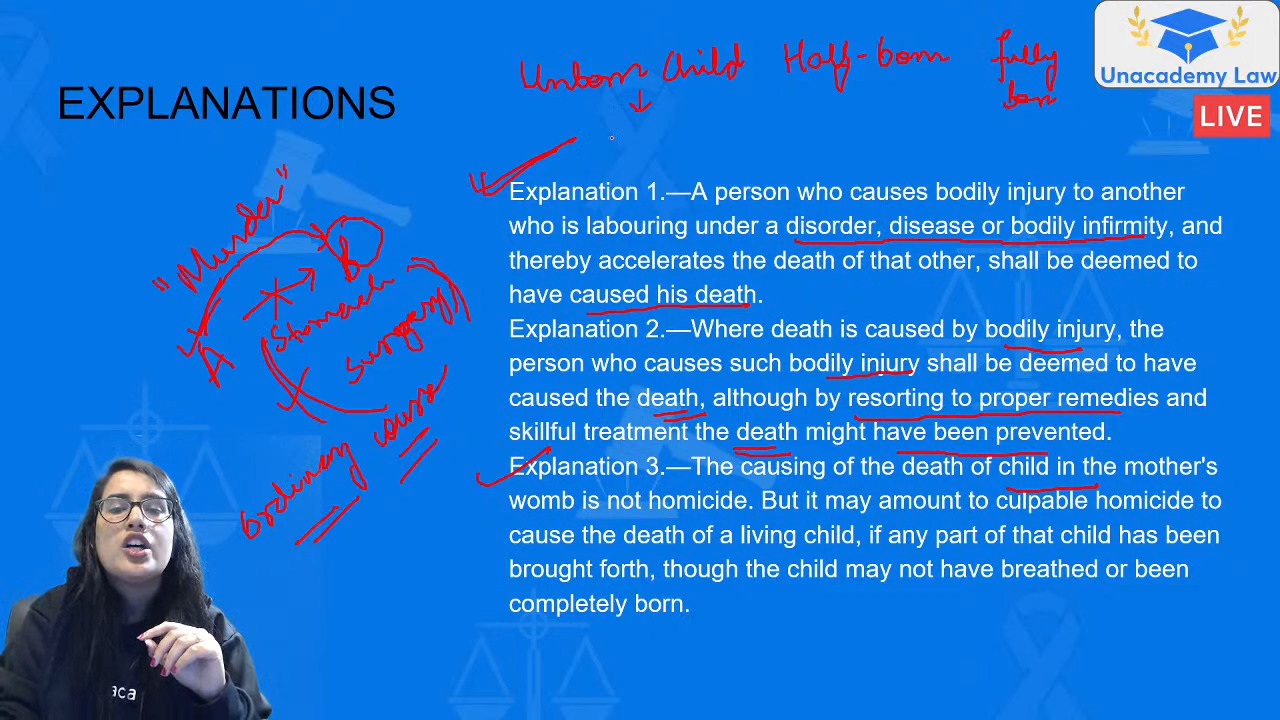 Unborn Child Half-born fully
born
Unacademy Law
LIVE
EXPLANATIONS
"Murder"
A
B
Stomach
Surgery
Ordinary course
Explanation 1.—A person who causes bodily injury to another
who is labouring under a disorder, disease or bodily infirmity, and
thereby accelerates the death of that other, shall be deemed to
have caused his death.
Explanation 2.—Where death is caused by bodily injury, the
person who causes such bodily injury shall be deemed to have
caused the death, although by resorting to proper remedies and
skillful treatment the death might have been prevented.
Explanation 3.—The causing of the death of child in the mother's
womb is not homicide. But it may amount to culpable homicide to
cause the death of a living child, if any part of that child has been
brought forth, though the child may not have breathed or been
completely born.
aca